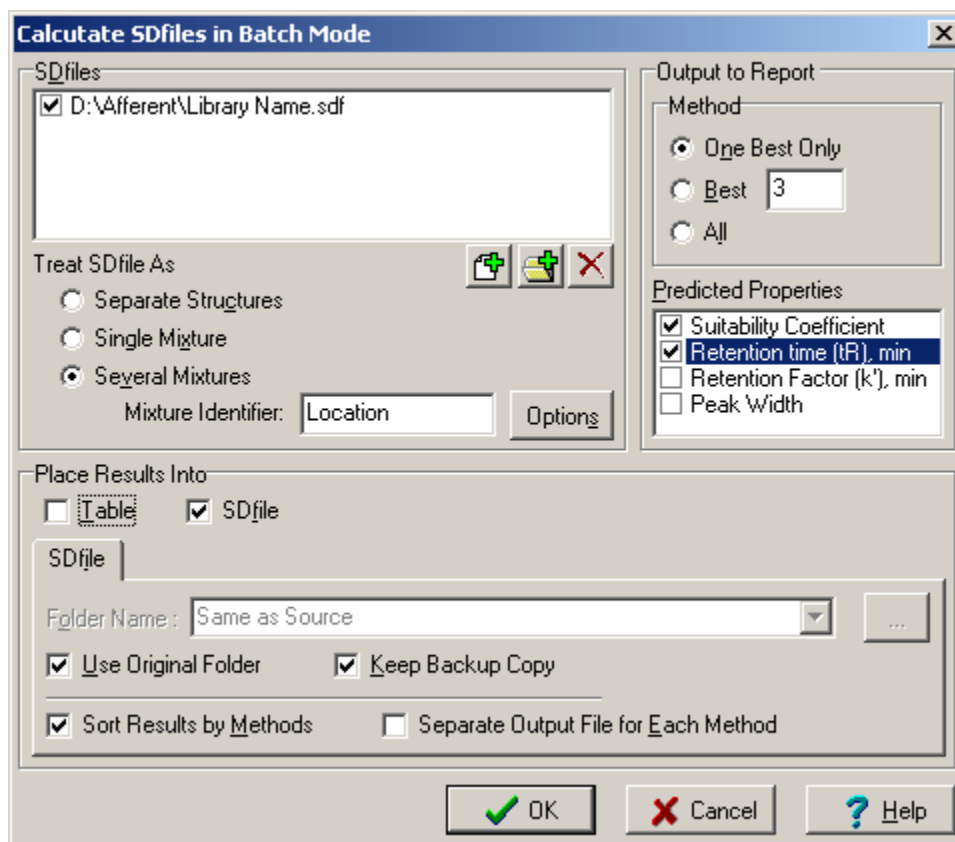 Calcutate SDfiles in Batch Mode
SDfiles
D:\Afferent\Library Name.sdf
Treat SDfile As
Separate Structures
Single Mixture
Several Mixtures
Mixture Identifier: Location Options
Output to Report
Method
One Best Only
Best 3
All
Predicted Properties
Suitability Coefficient
Retention time (tR), min
Retention Factor (k'), min
Peak Width
Place Results Into
Table SDfile
SDfile
Folder Name : Same as Source ...
Use Original Folder Keep Backup Copy
Sort Results by Methods Separate Output File for Each Method
OK Cancel Help